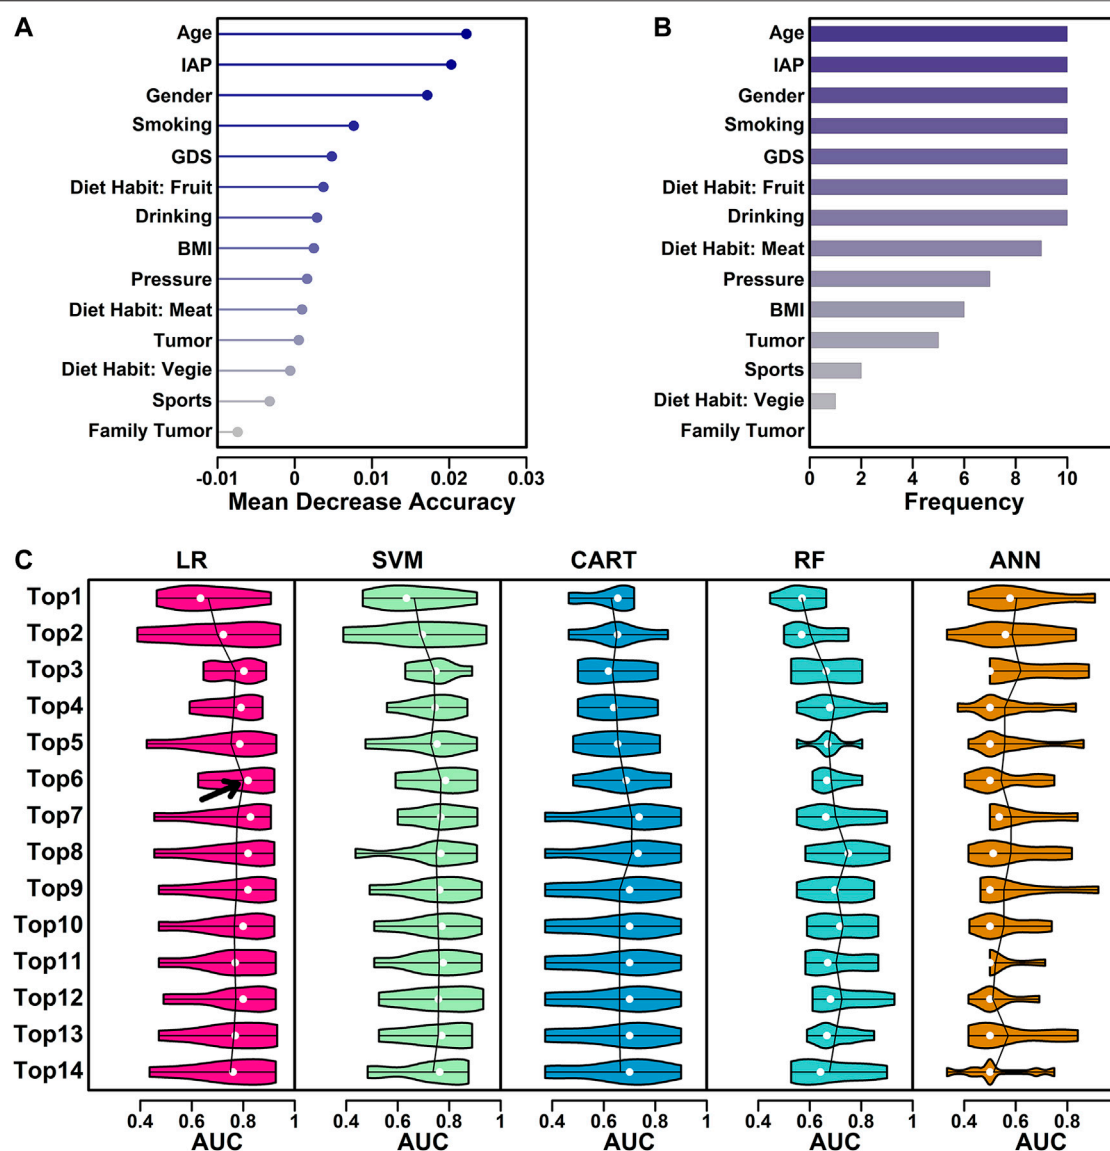 A
Age
IAP
Gender
Smoking
GDS
Diet Habit: Fruit
Drinking
BMI
Pressure
Diet Habit: Meat
Tumor
Diet Habit: Vegie
Sports
Family Tumor
-0.01 0 0.01 0.02 0.03
Mean Decrease Accuracy
B
Age
IAP
Gender
Smoking
GDS
Diet Habit: Fruit
Drinking
Diet Habit: Meat
Pressure
BMI
Tumor
Sports
Diet Habit: Vegie
Family Tumor
0 2 4 6 8 10
Frequency
C
LR SVM CART RF ANN
Top1
Top2
Top3
Top4
Top5
Top6
Top7
Top8
Top9
Top10
Top11
Top12
Top13
Top14
0.4 0.6 0.8 1 0.4 0.6 0.8 1 0.4 0.6 0.8 1 0.4 0.6 0.8 1 0.4 0.6 0.8
AUC AUC AUC AUC AUC